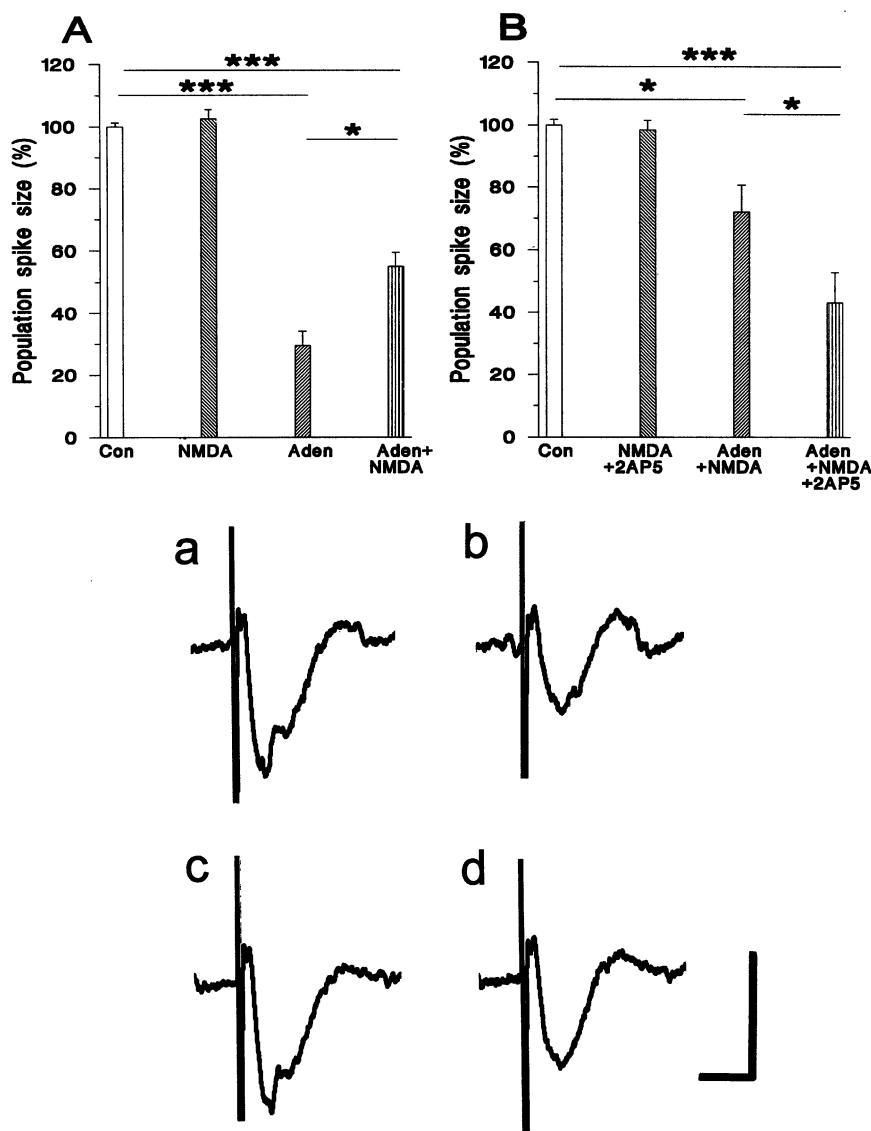 A
Population spike size (%)
120
100
80
60
40
20
0
***
***
*
Con
NMDA
Aden
Aden+
NMDA
B
Population spike size (%)
120
100
80
60
40
20
0
***
*
*
Con
NMDA
+2AP5
Aden
+NMDA
Aden
+NMDA
+2AP5
a
b
c
d